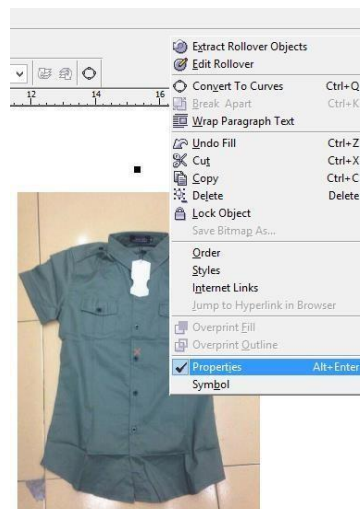 12 14 16
Extract Rollover Objects
Edit Rollover
Convert To Curves Ctrl+Q
Break Apart Ctrl+K
Wrap Paragraph Text
Undo Fill Ctrl+Z
Cut Ctrl+X
Copy Ctrl+C
Delete Delete
Lock Object
Save Bitmap As...
Order
Styles
Internet Links
Jump to Hyperlink in Browser
Overprint Fill
Overprint Outline
Properties Alt+Enter
Symbol